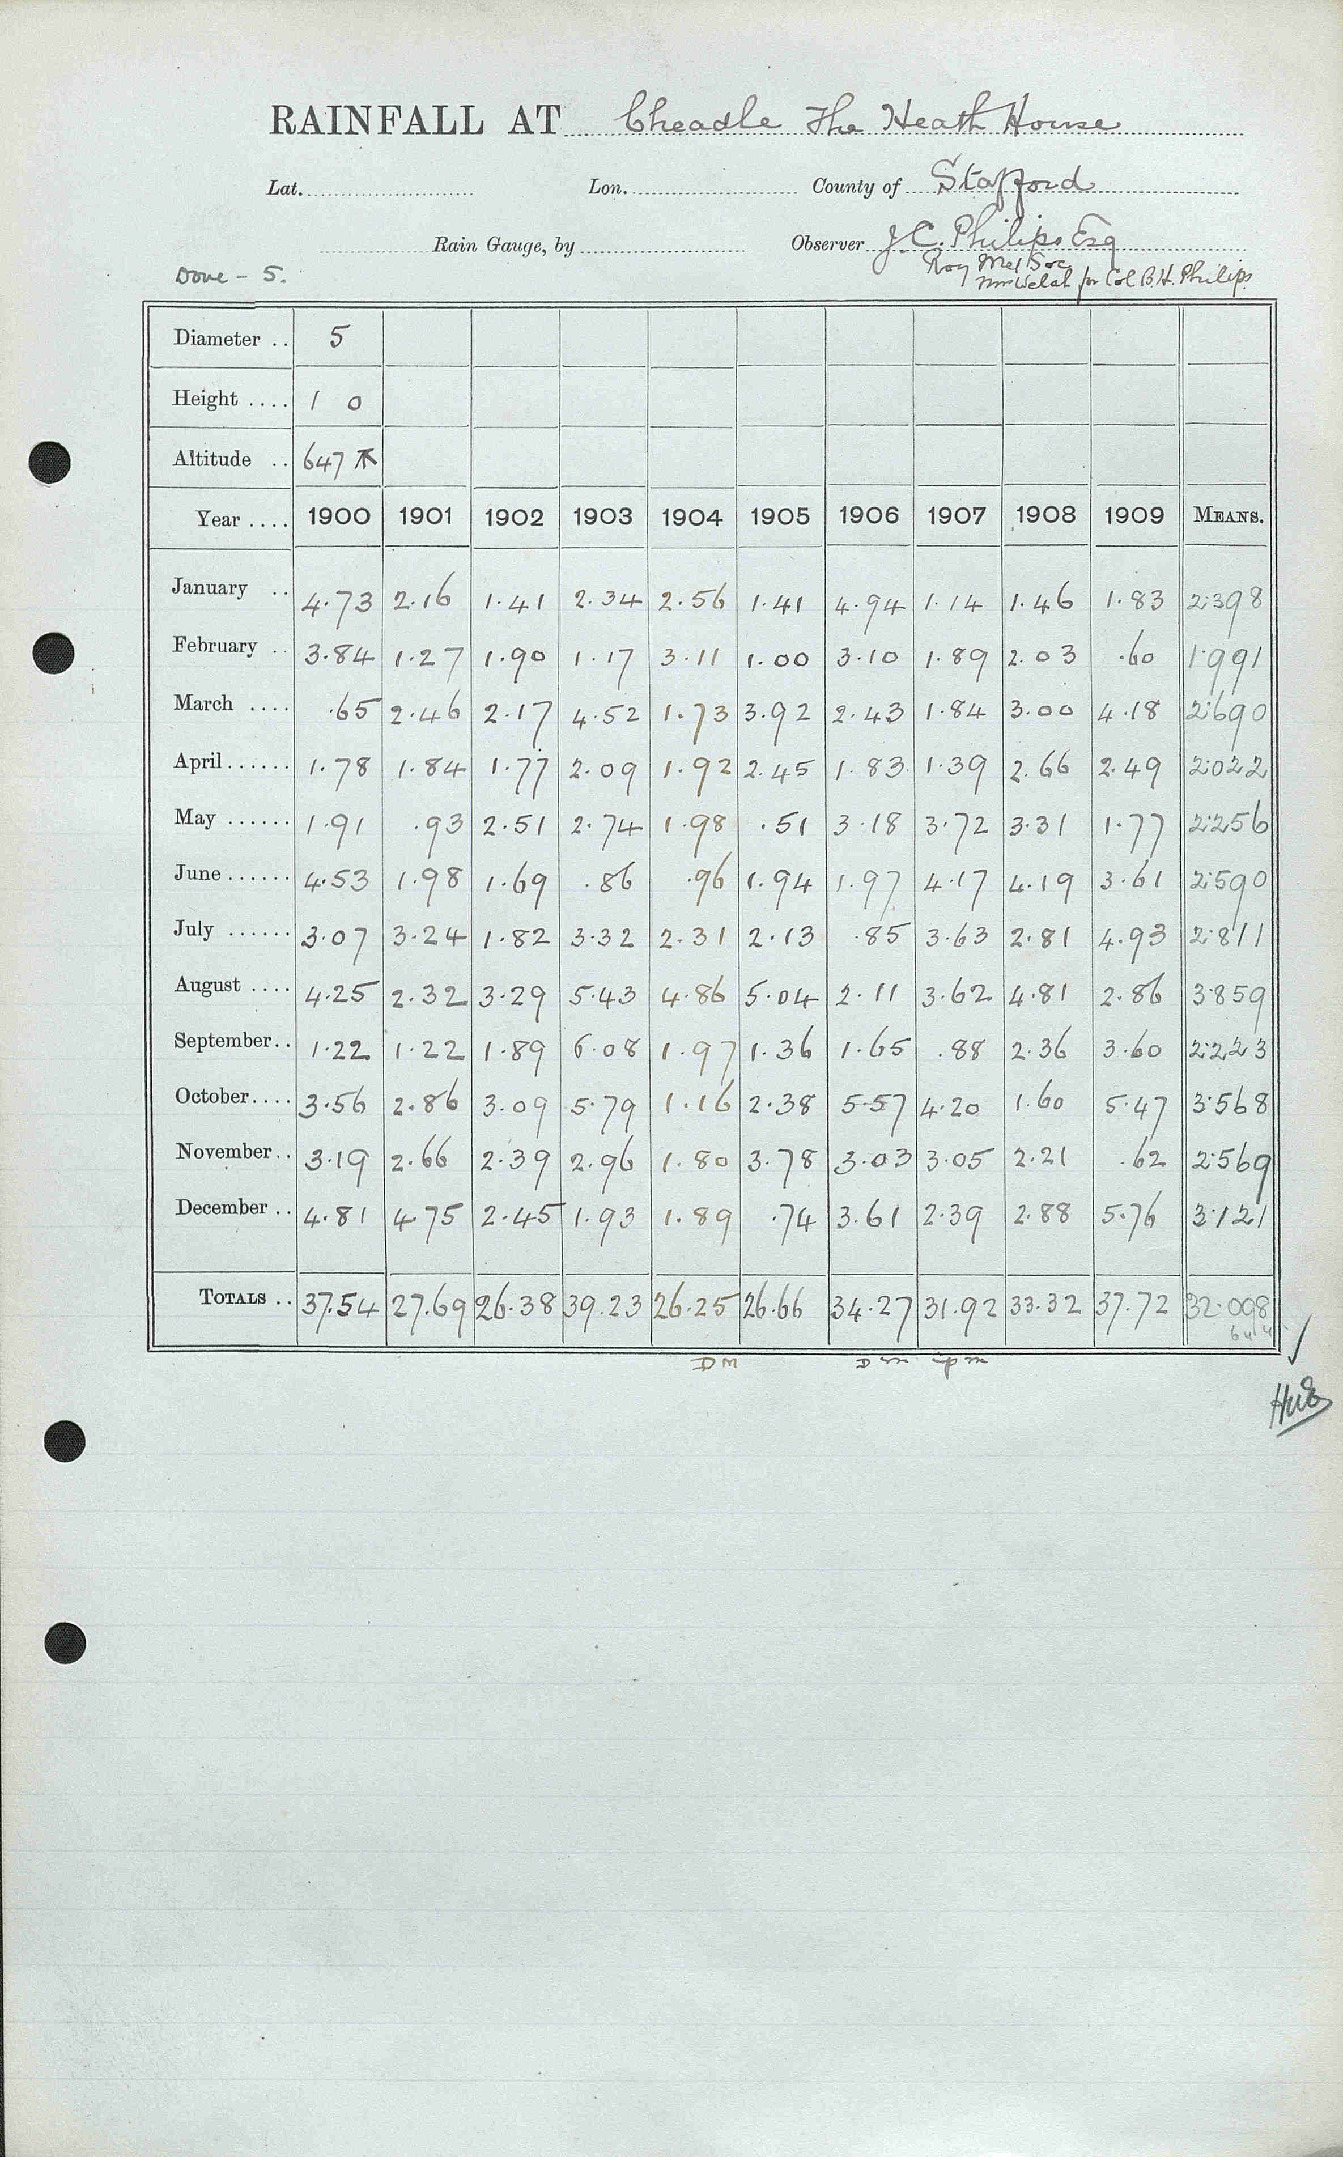 RAINFALL AT Cheadle The Heath House
Lat. Lon. County of Stafford
Rain Gauge, by Observer J.C. Philips Esq
Roy Met Soc
Dove - 5. Welch for Col B.H. Philips
Diameter .. 5
Height .... 1 0
Altitude .. 647
Year .... 1900 1901 1902 1903 1904 1905 1906 1907 1908 1909 MEANS.
January .. 4.73 2.16 1.41 2.34 2.56 1.41 4.94 1.14 1.46 1.83 2.398
February .. 3.84 1.27 1.90 1.17 3.11 1.00 3.10 1.89 2.03 .60 1.991
March .... .65 2.46 2.17 4.52 1.73 3.92 2.43 1.84 3.00 4.18 2.690
April...... 1.78 1.84 1.77 2.09 1.92 2.45 1.83 1.39 2.66 2.49 2.022
May ...... 1.91 .93 2.51 2.74 1.98 .51 3.18 3.72 3.31 1.77 2.256
June...... 4.53 1.98 1.69 .86 .96 1.94 1.97 4.17 4.19 3.61 2.590
July ...... 3.07 3.24 1.82 3.32 2.31 2.13 .85 3.63 2.81 4.93 2.811
August .... 4.25 2.32 3.29 5.43 4.86 5.04 2.11 3.62 4.81 2.86 3.859
September.. 1.22 1.22 1.89 6.08 1.97 1.36 1.65 .88 2.36 3.60 2.223
October.... 3.56 2.86 3.09 5.79 1.16 2.38 5.57 4.20 1.60 5.47 3.568
November.. 3.19 2.66 2.39 2.96 1.80 3.78 3.03 3.05 2.21 .62 2.569
December .. 4.81 4.75 2.45 1.93 1.89 .74 3.61 2.39 2.88 5.76 3.121
TOTALS .. 37.54 27.69 26.38 39.23 26.25 26.66 34.27 31.92 33.32 37.72 32.098
DM Dm pm